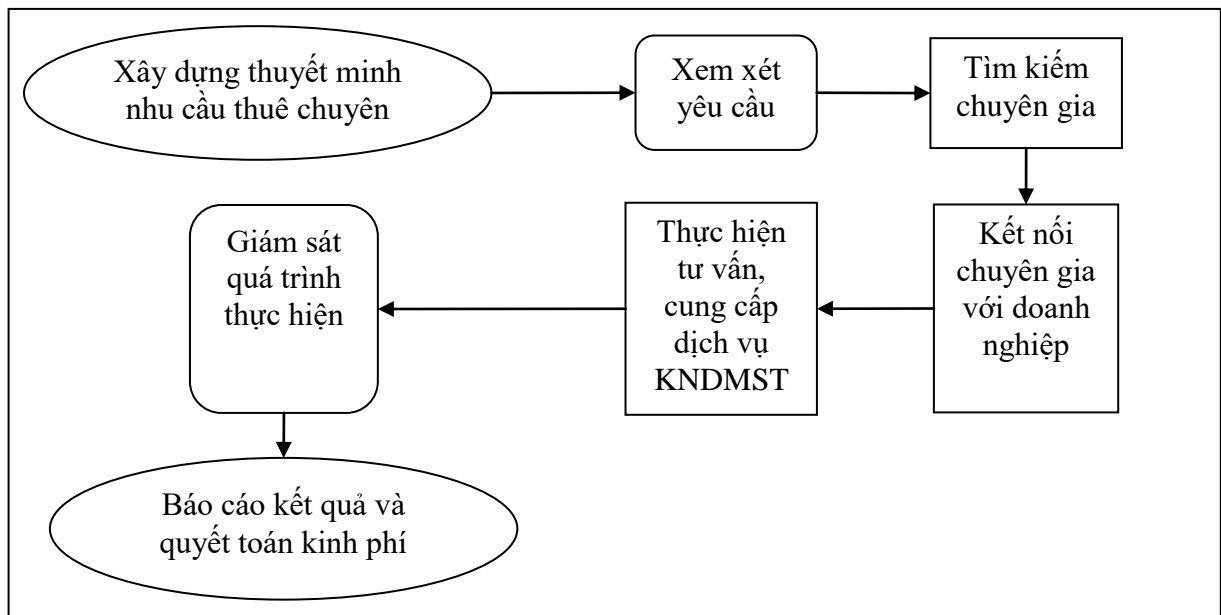 Xây dựng thuyết minh
nhu cầu thuê chuyên
Xem xét
yêu cầu
Tìm kiếm
chuyên gia
Kết nối
chuyên gia
với doanh
nghiệp
Thực hiện
tư vấn,
cung cấp
dịch vụ
KNDMST
Giám sát
quá trình
thực hiện
Báo cáo kết quả và
quyết toán kinh phí